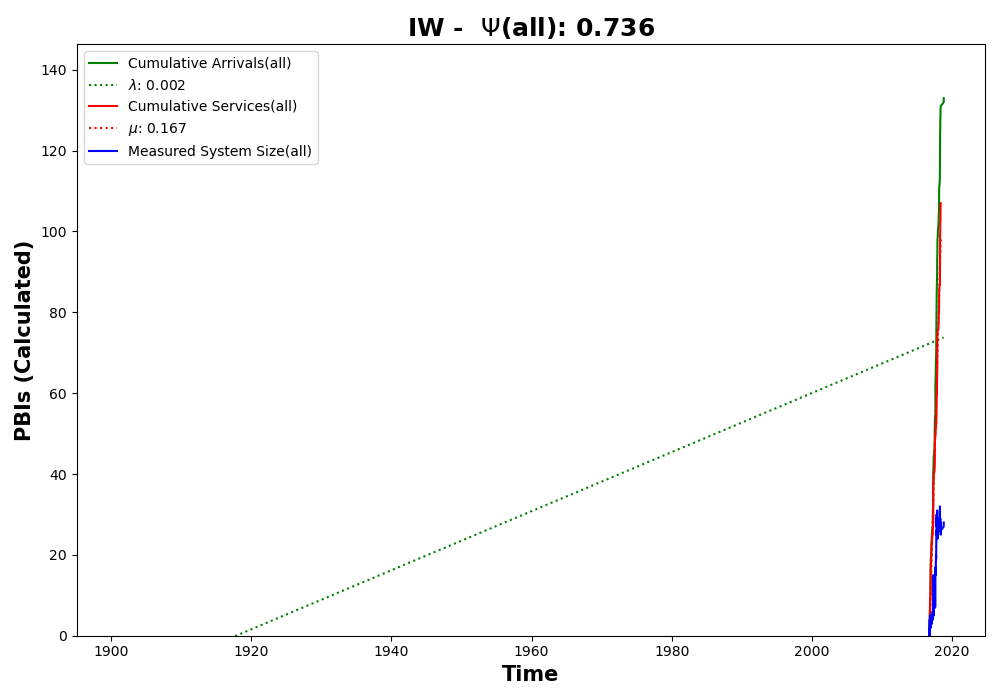 IW - Ψ(all): 0.736
Cumulative Arrivals(all)
λ: 0.002
Cumulative Services(all)
μ: 0.167
Measured System Size(all)
PBIs (Calculated)
140
120
100
80
60
40
20
0
1900 1920 1940 1960 1980 2000 2020
Time